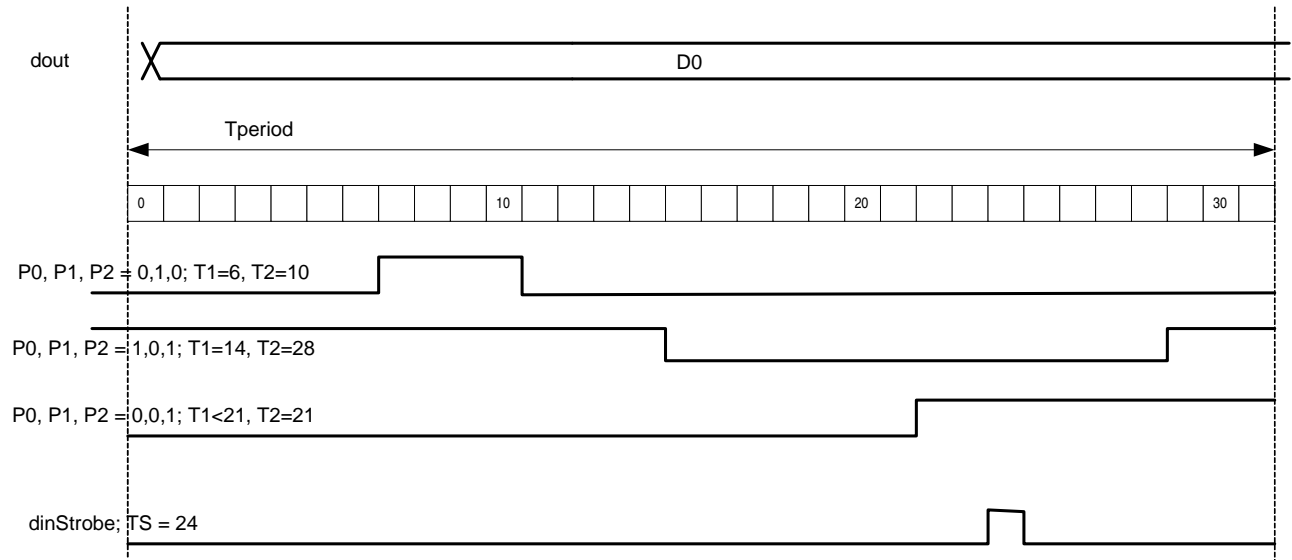 dout
D0
Tperiod
0 10 20 30
P0, P1, P2 = 0,1,0; T1=6, T2=10
P0, P1, P2 = 1,0,1; T1=14, T2=28
P0, P1, P2 = 0,0,1; T1<21, T2=21
dinStrobe; TS = 24